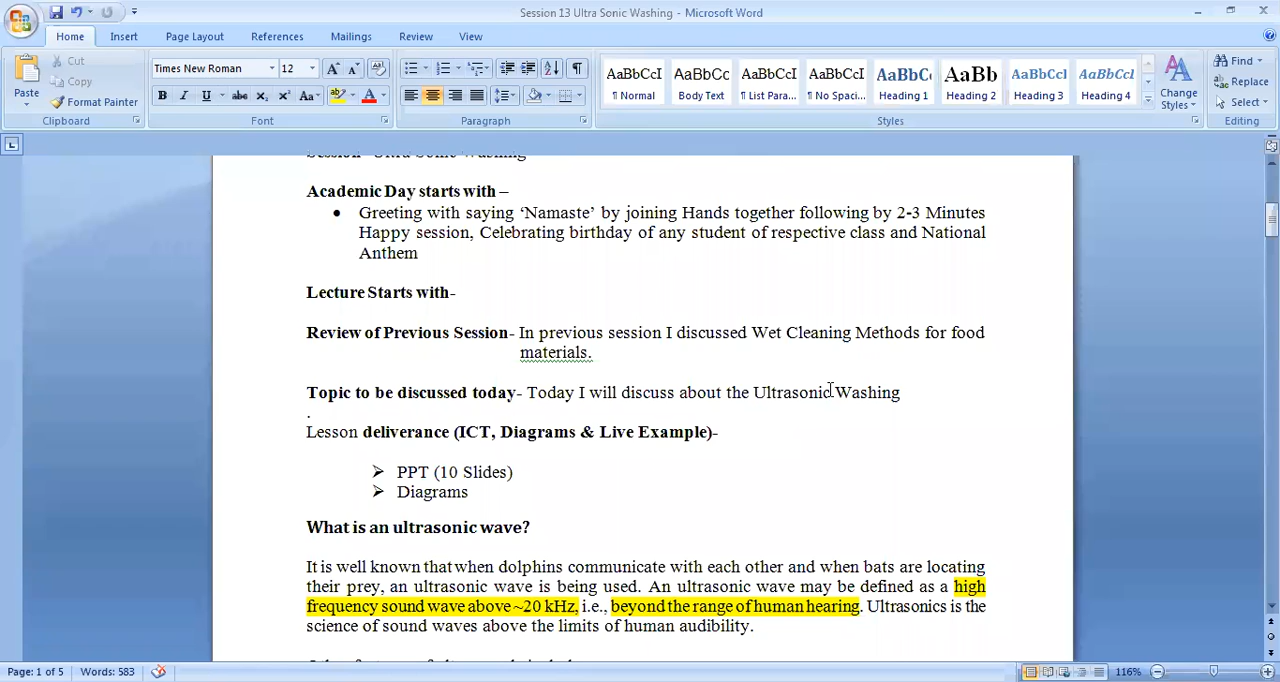 Session 13 Ultra Sonic Washing - Microsoft Word
Home Insert Page Layout References Mailings Review View
Paste
Cut
Copy
Format Painter
Clipboard
Times New Roman 12
Font
Paragraph
AaBbCcI AaBbCc AaBbCcI AaBbCcI AaBbC AaBb AaBbCcl AaBbCcl
¶ Normal Body Text ¶ List Para... ¶ No Spaci... Heading 1 Heading 2 Heading 3 Heading 4
Styles
Change Styles
Find
Replace
Select
Editing
Academic Day starts with –
• Greeting with saying ‘Namaste’ by joining Hands together following by 2-3 Minutes
Happy session, Celebrating birthday of any student of respective class and National
Anthem
Lecture Starts with-
Review of Previous Session- In previous session I discussed Wet Cleaning Methods for food
materials.
Topic to be discussed today- Today I will discuss about the Ultrasonic Washing
.
Lesson deliverance (ICT, Diagrams & Live Example)-
➢ PPT (10 Slides)
➢ Diagrams
What is an ultrasonic wave?
It is well known that when dolphins communicate with each other and when bats are locating
their prey, an ultrasonic wave is being used. An ultrasonic wave may be defined as a high
frequency sound wave above ~20 kHz, i.e., beyond the range of human hearing. Ultrasonics is the
science of sound waves above the limits of human audibility.
Page: 1 of 5 Words: 583 116%